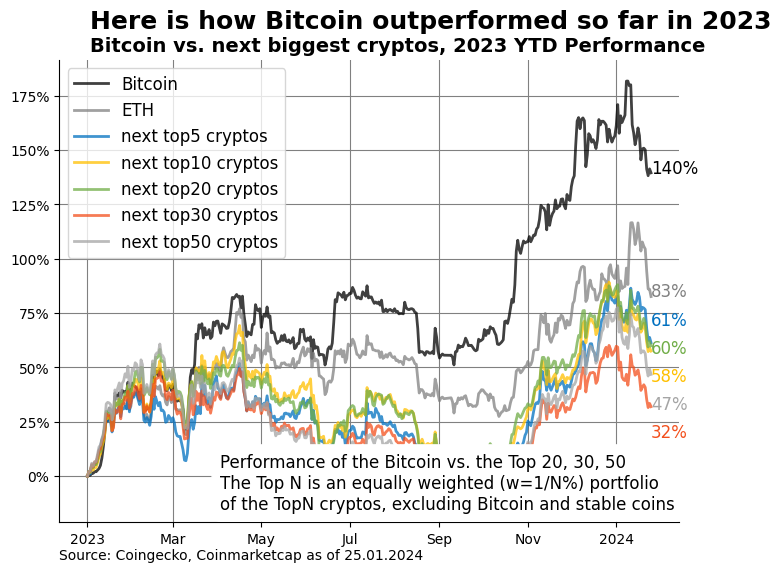 Here is how Bitcoin outperformed so far in 2023
Bitcoin vs. next biggest cryptos, 2023 YTD Performance
Bitcoin
ETH
next top5 cryptos
next top10 cryptos
next top20 cryptos
next top30 cryptos
next top50 cryptos
175%
150%
125%
100%
75%
50%
25%
0%
140%
83%
61%
60%
58%
47%
32%
Performance of the Bitcoin vs. the Top 20, 30, 50
The Top N is an equally weighted (w=1/N%) portfolio
of the TopN cryptos, excluding Bitcoin and stable coins
2023 Mar May Jul Sep Nov 2024
Source: Coingecko, Coinmarketcap as of 25.01.2024